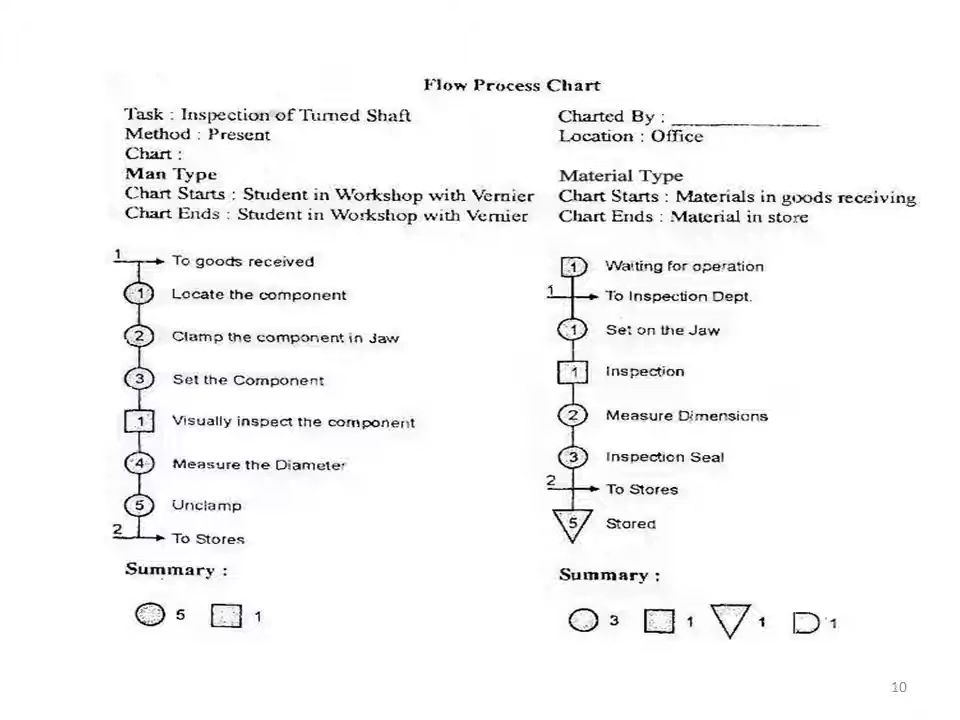 Flow Process Chart
Task : Inspection of Turned Shaft
Method : Present
Chart :
Man Type
Chart Starts : Student in Workshop with Vernier
Chart Ends : Student in Workshop with Vernier
Charted By : _______________
Location : Office
Material Type
Chart Starts : Materials in goods receiving
Chart Ends : Material in store
1 To goods received
1 Locate the component
2 Clamp the component in Jaw
3 Set the Component
1 Visually inspect the component
4 Measure the Diameter
5 Unclamp
2 To Stores
Summary :
5 1
1 Waiting for operation
1 To Inspection Dept.
1 Set on the Jaw
1 Inspection
2 Measure Dimensions
3 Inspection Seal
2 To Stores
5 Stored
Summary :
3 1 1 1
10